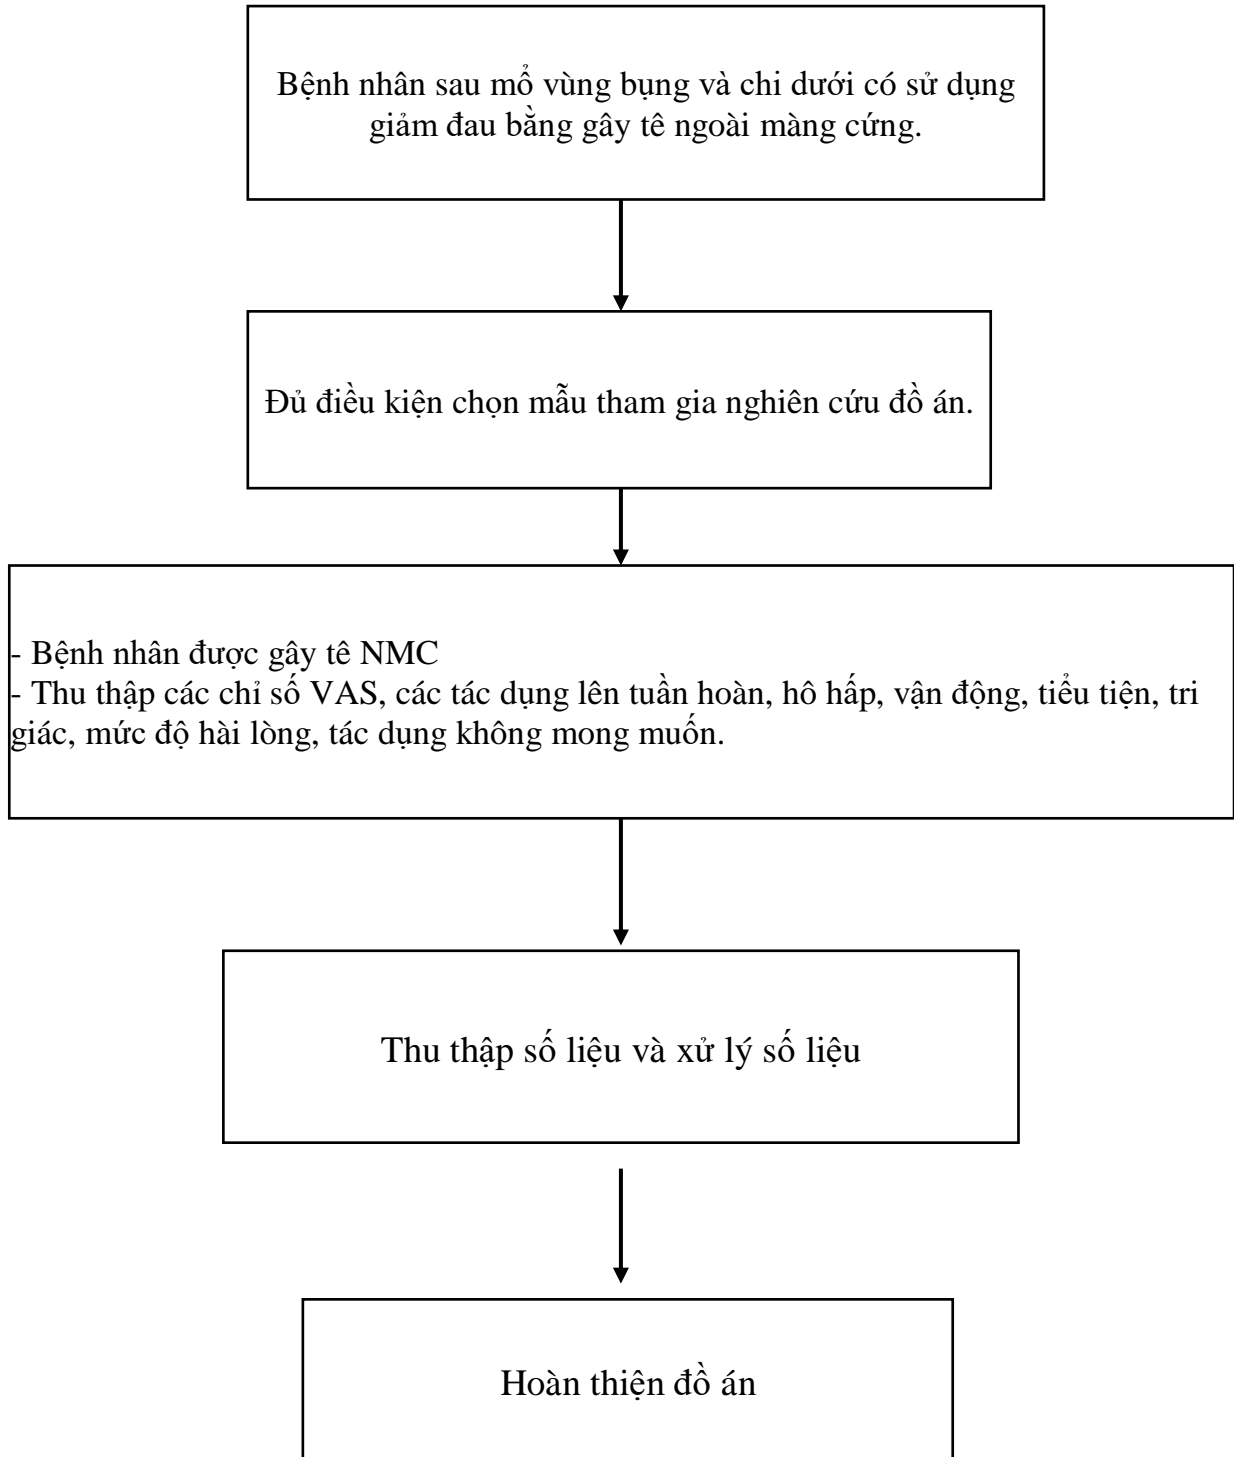 Bệnh nhân sau mổ vùng bụng và chi dưới có sử dụng
giảm đau bằng gây tê ngoài màng cứng.
Đủ điều kiện chọn mẫu tham gia nghiên cứu đồ án.
- Bệnh nhân được gây tê NMC
- Thu thập các chỉ số VAS, các tác dụng lên tuần hoàn, hô hấp, vận động, tiểu tiện, tri
giác, mức độ hài lòng, tác dụng không mong muốn.
Thu thập số liệu và xử lý số liệu
Hoàn thiện đồ án